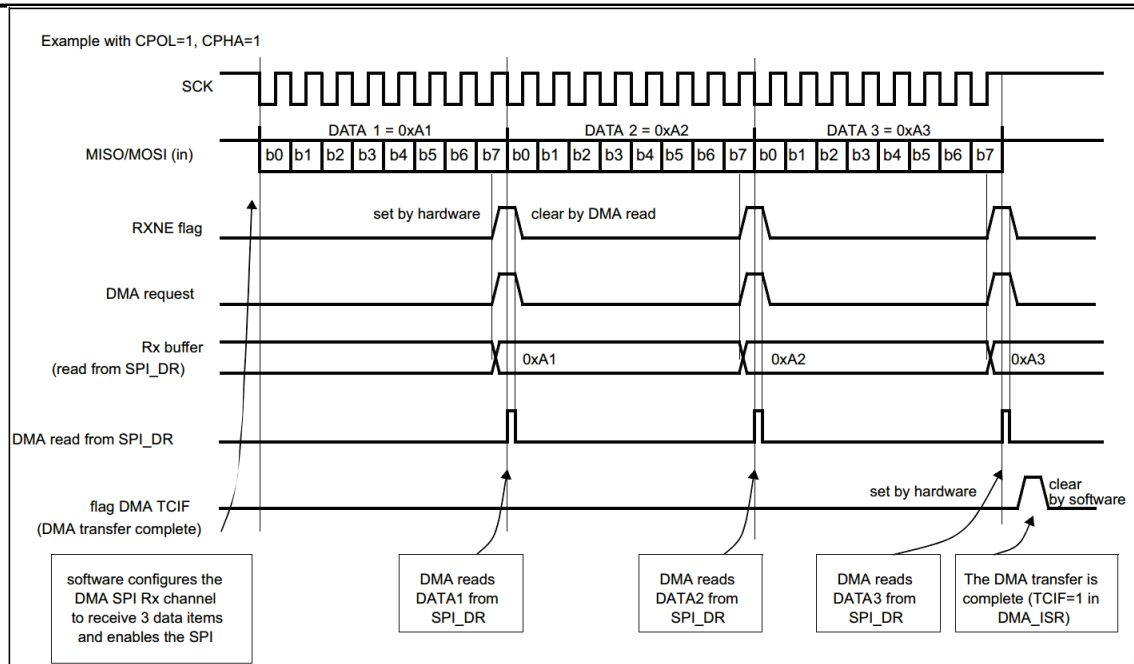 Example with CPOL=1, CPHA=1
SCK
DATA 1 = 0xA1
DATA 2 = 0xA2
DATA 3 = 0xA3
MISO/MOSI (in)
b0 b1 b2 b3 b4 b5 b6 b7 b0 b1 b2 b3 b4 b5 b6 b7 b0 b1 b2 b3 b4 b5 b6 b7
set by hardware
clear by DMA read
RXNE flag
DMA request
Rx buffer
(read from SPI_DR)
0xA1
0xA2
0xA3
DMA read from SPI_DR
set by hardware
clear
by software
flag DMA TCIF
(DMA transfer complete)
software configures the
DMA SPI Rx channel
to receive 3 data items
and enables the SPI
DMA reads
DATA1 from
SPI_DR
DMA reads
DATA2 from
SPI_DR
DMA reads
DATA3 from
SPI_DR
The DMA transfer is
complete (TCIF=1 in
DMA_ISR)